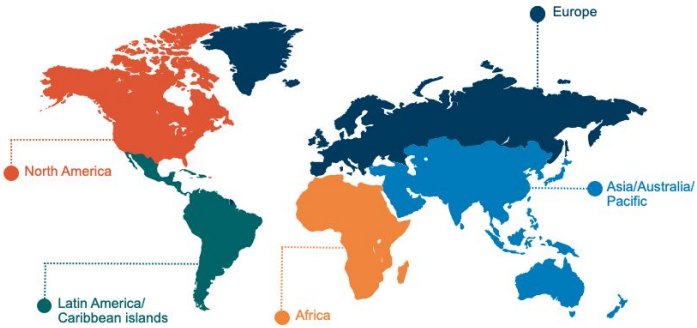 Europe
North America
Asia/Australia/
Pacific
Latin America/
Caribbean islands
Africa